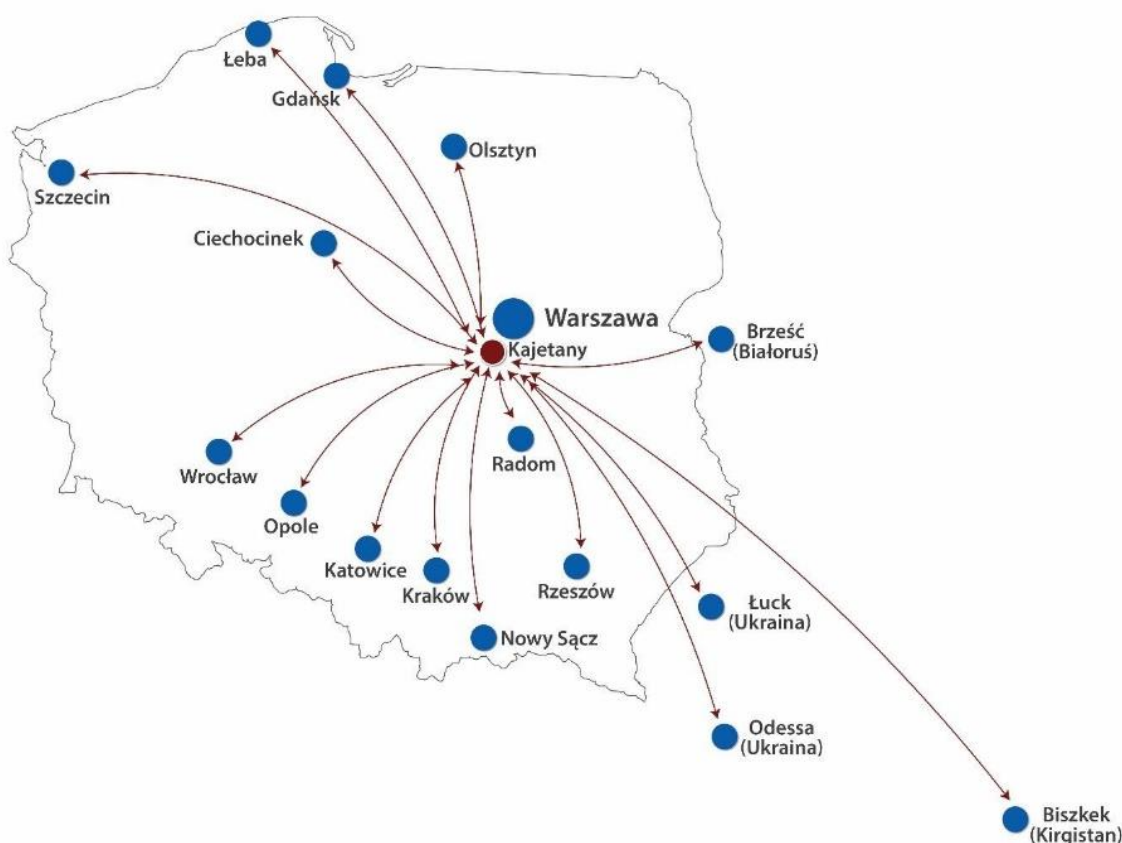 Łeba
Gdańsk
Olsztyn
Szczecin
Ciechocinek
Warszawa
Kajetany
Brześć
(Białoruś)
Wrocław
Radom
Opole
Katowice
Kraków
Rzeszów
Łuck
(Ukraina)
Nowy Sącz
Odessa
(Ukraina)
Biszkek
(Kirgistan)